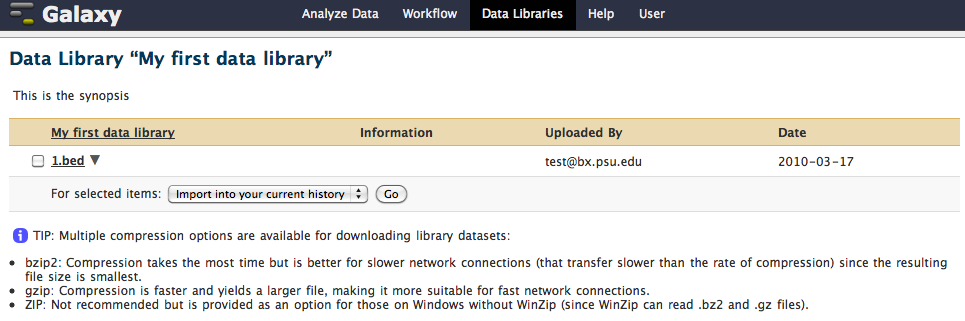 Galaxy Analyze Data Workflow Data Libraries Help User
Data Library “My first data library”
This is the synopsis
My first data library Information Uploaded By Date
1.bed test@bx.psu.edu 2010-03-17
For selected items: Import into your current history Go
TIP: Multiple compression options are available for downloading library datasets:
• bzip2: Compression takes the most time but is better for slower network connections (that transfer slower than the rate of compression) since the resulting
file size is smallest.
• gzip: Compression is faster and yields a larger file, making it more suitable for fast network connections.
• ZIP: Not recommended but is provided as an option for those on Windows without WinZip (since WinZip can read .bz2 and .gz files).